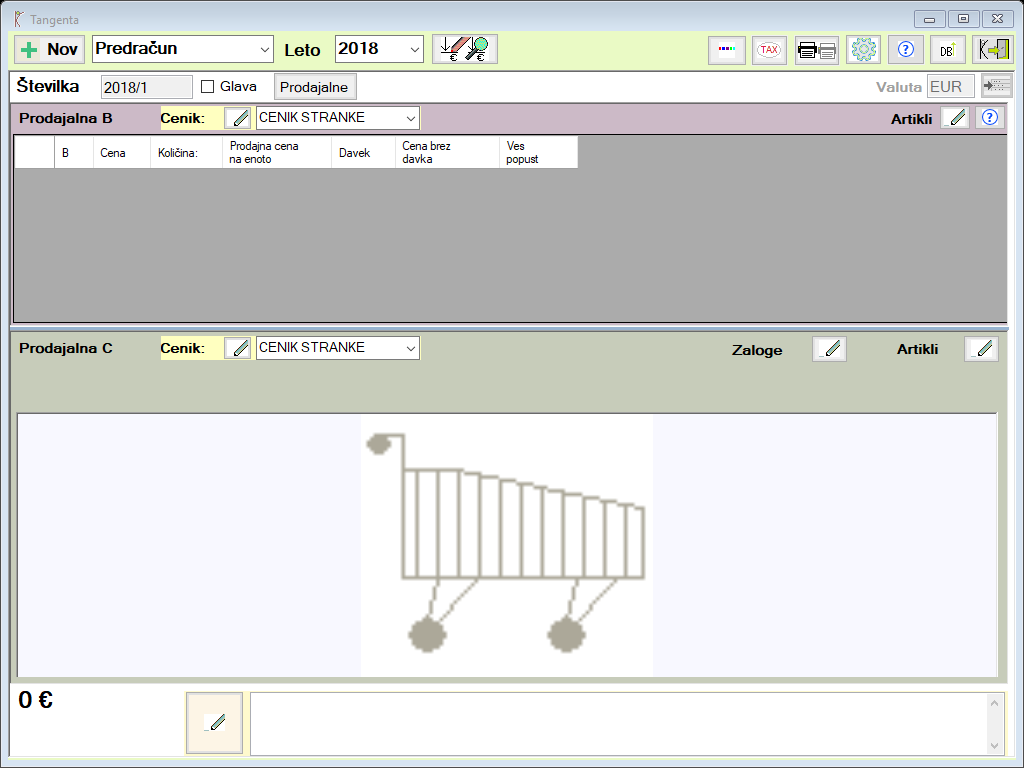 Tangenta
Nov Predračun Leto 2018 € € TAX ? DB
Številka 2018/1 Glava Prodajalne Valuta EUR
Prodajalna B Cenik: CENIK STRANKE Artikli ?
B Cena Količina: Prodajna cena na enoto Davek Cena brez davka Ves popust
Prodajalna C Cenik: CENIK STRANKE Zaloge Artikli
0 €